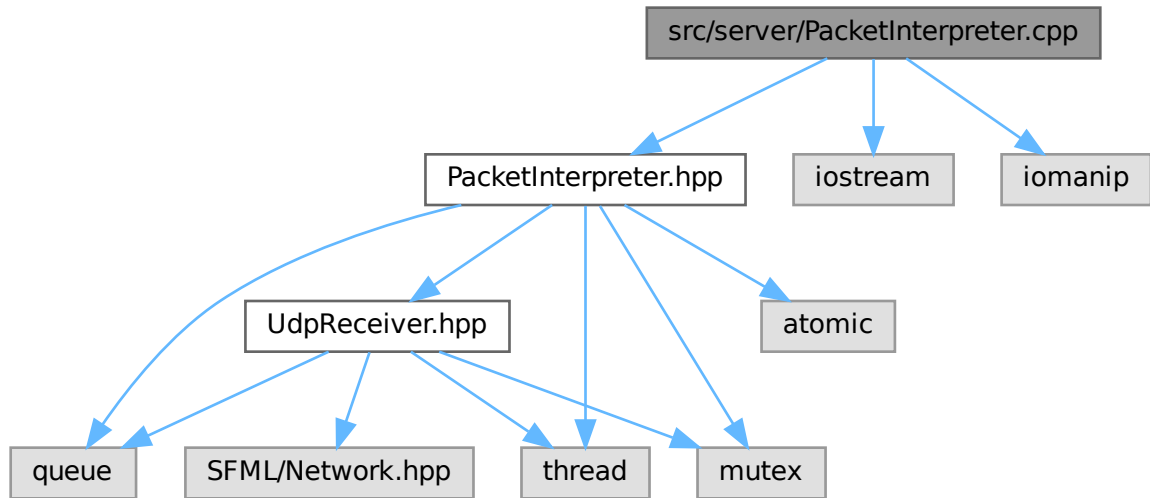 src/server/PacketInterpreter.cpp
PacketInterpreter.hpp
iostream
iomanip
UdpReceiver.hpp
atomic
queue
SFML/Network.hpp
thread
mutex